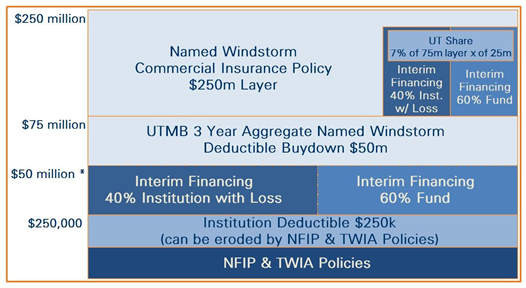 $250 million
Named Windstorm
Commercial Insurance Policy
$250m Layer
UT Share
7% of 75m layer x of 25m
Interim
Financing
40% Inst.
w/ Loss
Interim
Financing
60% Fund
$75 million
UTMB 3 Year Aggregate Named Windstorm
Deductible Buydown $50m
$50 million *
Interim Financing
40% Institution with Loss
Interim Financing
60% Fund
$250,000
Institution Deductible $250k
(can be eroded by NFIP & TWIA Policies)
NFIP & TWIA Policies